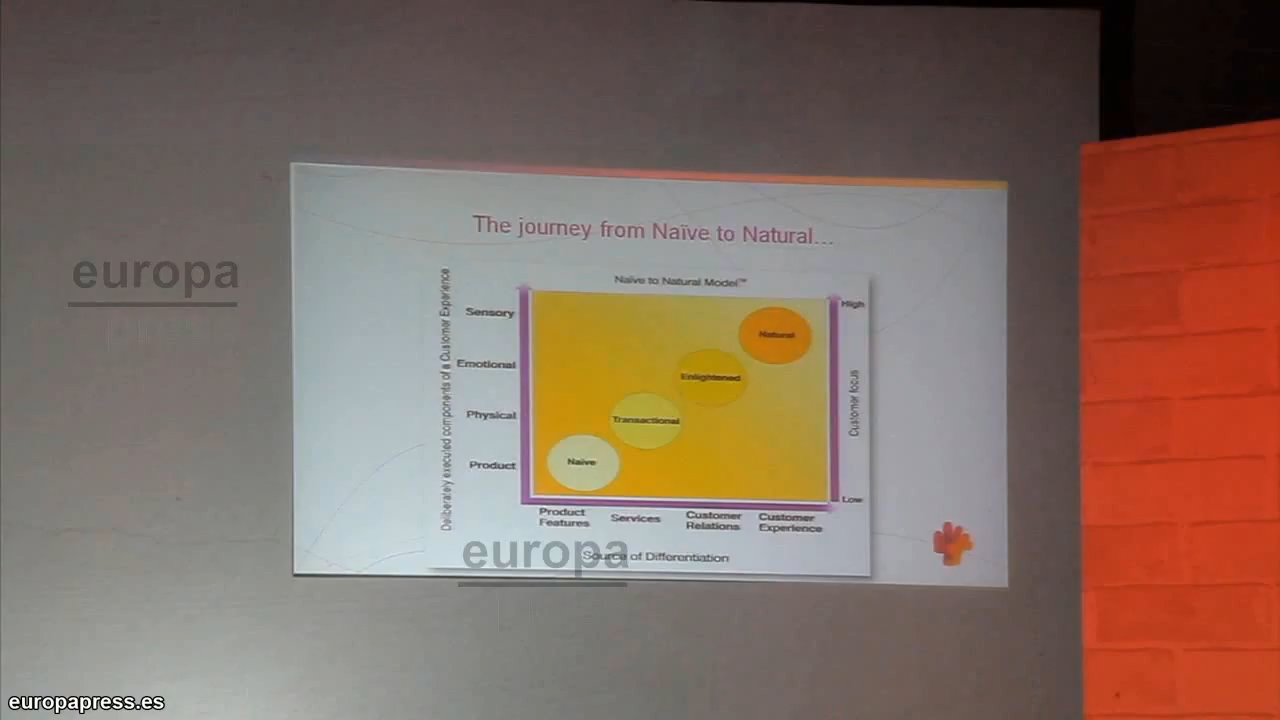 The journey from Naïve to Natural...
europa
Naïve to Natural Model™
Deliberately executed components of a Customer Experience
Sensory
Emotional
Physical
Product
Natural
Enlightened
Transactional
Naïve
High
Customer focus
Low
Product
Features
Services
Customer
Relations
Customer
Experience
europa
Source of Differentiation
europapress.es